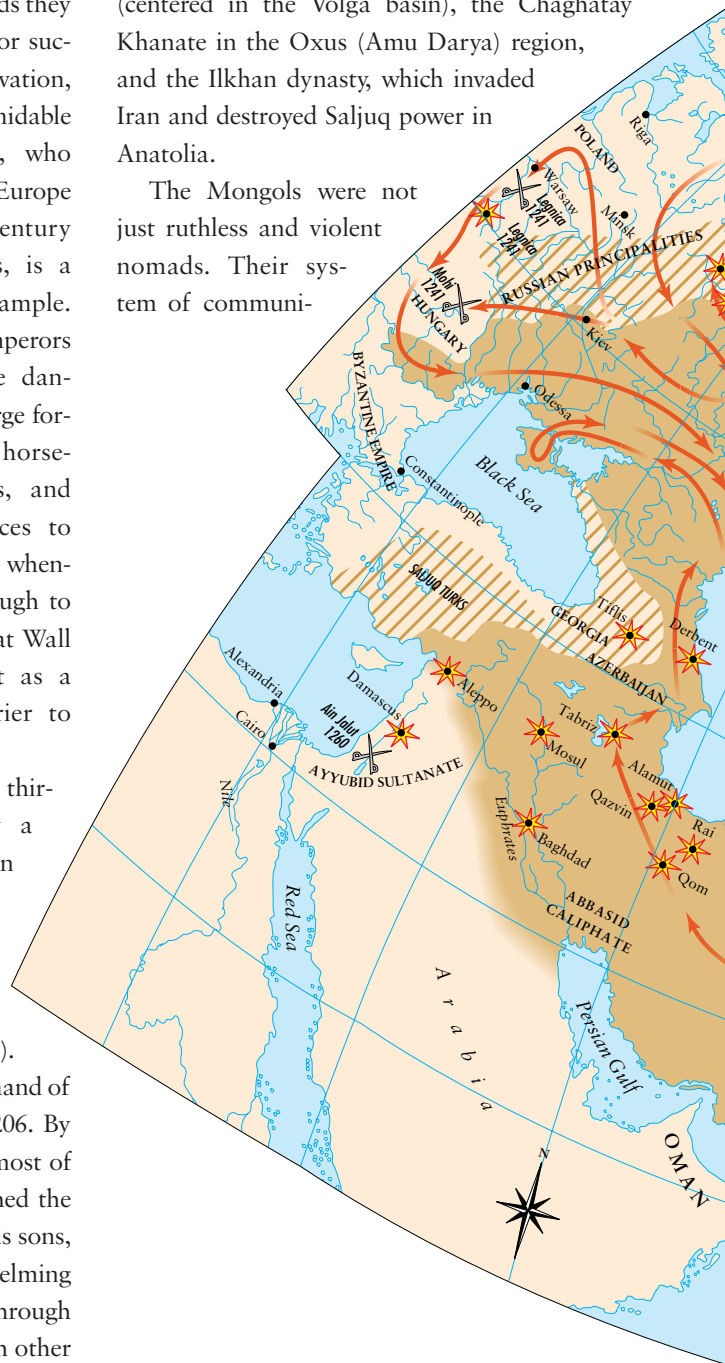 ds they
or suc-
vation,
nidable
, who
Europe
entury
s, is a
ample.
nperors
e dan-
rge for-
horse-
s, and
ces to
when-
ugh to
at Wall
t as a
rier to
thir-
a
n
).
nand of
206. By
most of
ned the
is sons,
elming
hrough
n other
(centered in the Volga basin), the Chaghatay
Khanate in the Oxus (Amu Darya) region,
and the Ilkhan dynasty, which invaded
Iran and destroyed Saljuq power in
Anatolia.
The Mongols were not
just ruthless and violent
nomads. Their sys-
tem of communi-
Riga
POLAND
Warsaw
Legnica
1241
Legnica
1241
Minsk
RUSSIAN PRINCIPALITIES
Mohi
1241
HUNGARY
Kiev
BYZANTINE EMPIRE
Odessa
Constantinople
Black Sea
SALJUQ TURKS
GEORGIA
Tiflis
Derbent
AZERBAIJAN
Alexandria
Cairo
Damascus
Aleppo
Ain Jalut
1260
Tabriz
Mosul
AYYUBID SULTANATE
Alamut
Qazvin
Rai
Nile
Euphrates
Baghdad
Qom
Red Sea
ABBASID
CALIPHATE
Arabia
Persian Gulf
OMAN
N